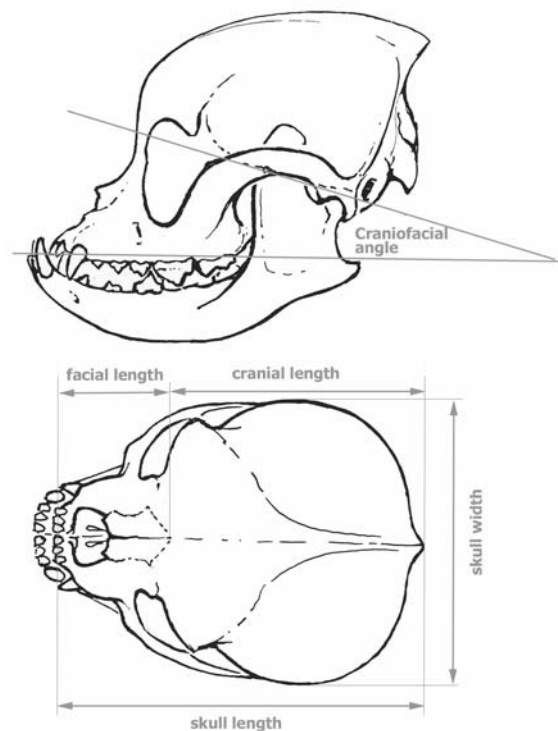 Craniofacial
angle
facial length
cranial length
skull width
skull length